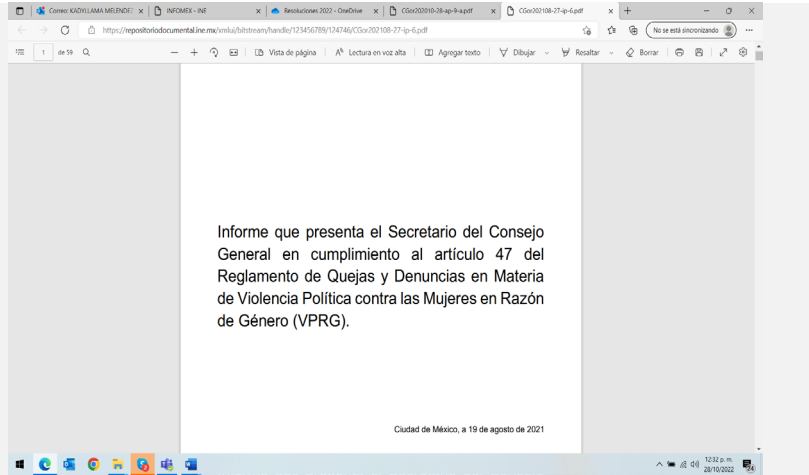 Correo: KADYLLAMA MELENDEZ
INFOMEX - INE
Resoluciones 2022 - OneDrive
CGor202010-28-ap-9-a.pdf
CGor202108-27-ip-6.pdf
https://repositoriodocumental.ine.mx/xmlui/bitstream/handle/123456789/124746/CGor202108-27-ip-6.pdf
No se está sincronizando
1 de 59
Vista de página
Lectura en voz alta
Agregar texto
Dibujar
Resaltar
Borrar
Informe que presenta el Secretario del Consejo
General en cumplimiento al artículo 47 del
Reglamento de Quejas y Denuncias en Materia
de Violencia Política contra las Mujeres en Razón
de Género (VPRG).
Ciudad de México, a 19 de agosto de 2021
12:32 p. m.
28/10/2022